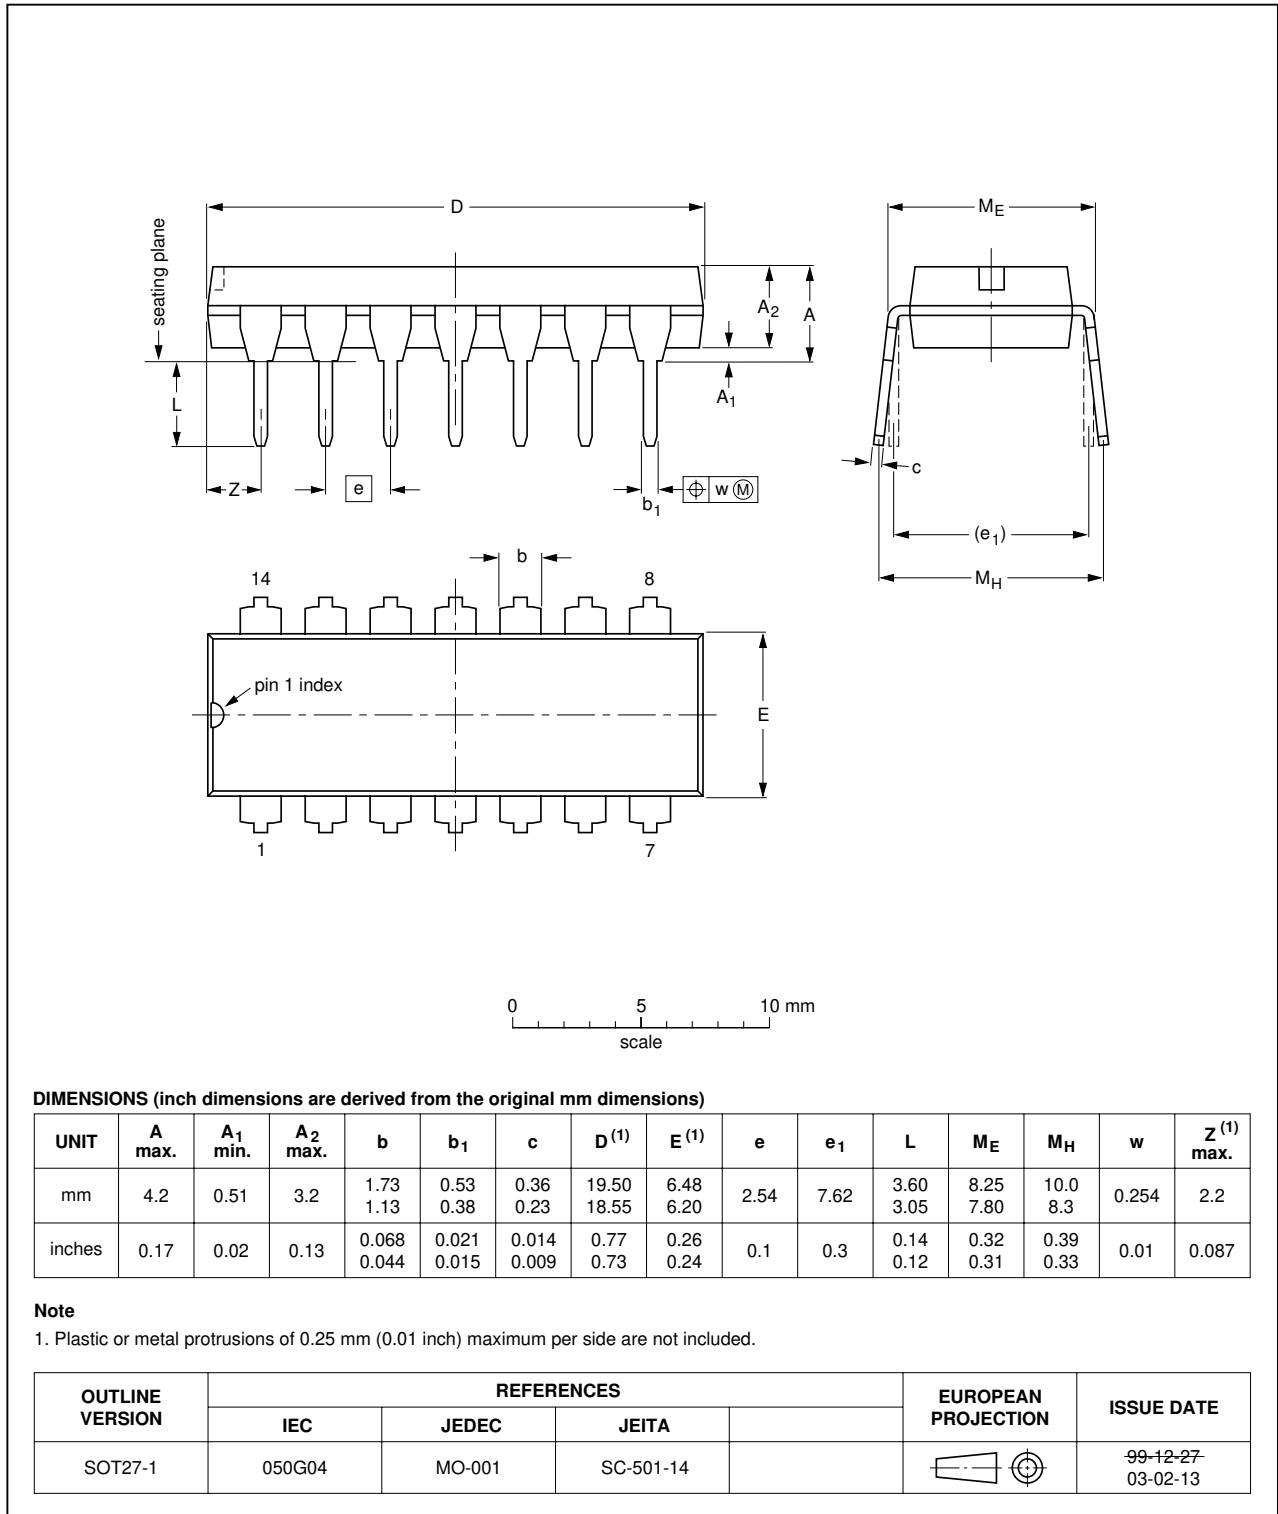 D
M_E
seating plane
A_2
A
A_1
L
Z
e
b_1
w Ⓜ
c
(e_1)
M_H
b
14
8
pin 1 index
E
1
7
0 5 10 mm
scale
DIMENSIONS (inch dimensions are derived from the original mm dimensions)
UNIT A max. A_1 min. A_2 max. b b_1 c D(1) E(1) e e_1 L M_E M_H w Z(1) max.
mm 4.2 0.51 3.2 1.73 1.13 0.53 0.38 0.36 0.23 19.50 18.55 6.48 6.20 2.54 7.62 3.60 3.05 8.25 7.80 10.0 8.3 0.254 2.2
inches 0.17 0.02 0.13 0.068 0.044 0.021 0.015 0.014 0.009 0.77 0.73 0.26 0.24 0.1 0.3 0.14 0.12 0.32 0.31 0.39 0.33 0.01 0.087
Note
1. Plastic or metal protrusions of 0.25 mm (0.01 inch) maximum per side are not included.
OUTLINE VERSION REFERENCES EUROPEAN PROJECTION ISSUE DATE
IEC JEDEC JEITA
SOT27-1 050G04 MO-001 SC-501-14 99-12-27
03-02-13